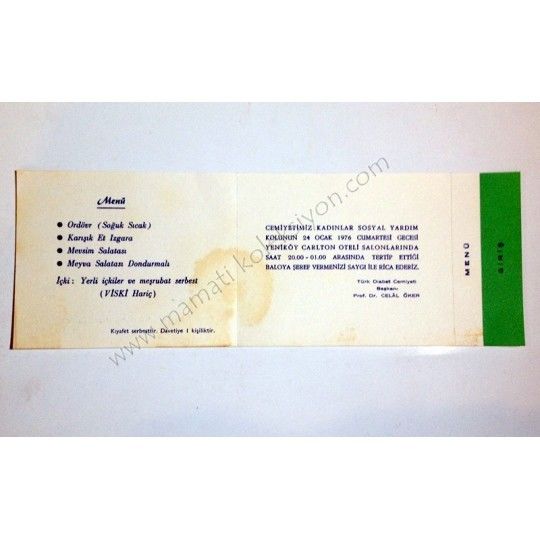 Menü
● Ordövr (Soğuk Sıcak)
● Karışık Et Izgara
● Mevsim Salatası
● Meyva Salatası Dondurmalı
İçki : Yerli içkiler ve meşrubat serbest
(VİSKİ Hariç)
Kıyafet serbesttir. Davetiye 1 kişiliktir.
CEMİYETİMİZ KADINLAR SOSYAL YARDIM
KOLUNUN 24 OCAK 1976 CUMARTESİ GECESİ
YENİKÖY CARLTON OTELİ SALONLARINDA
SAAT 20.00 - 01.00 ARASINDA TERTİP ETTİĞİ
BALOYA ŞEREF VERMENİZİ SAYGI İLE RİCA EDERİZ.
Türk Diabet Cemiyeti
Başkanı
Prof. Dr. CELÂL ÖKER
MENÜ
GİRİŞ
www.mamatikoleksiyon.com